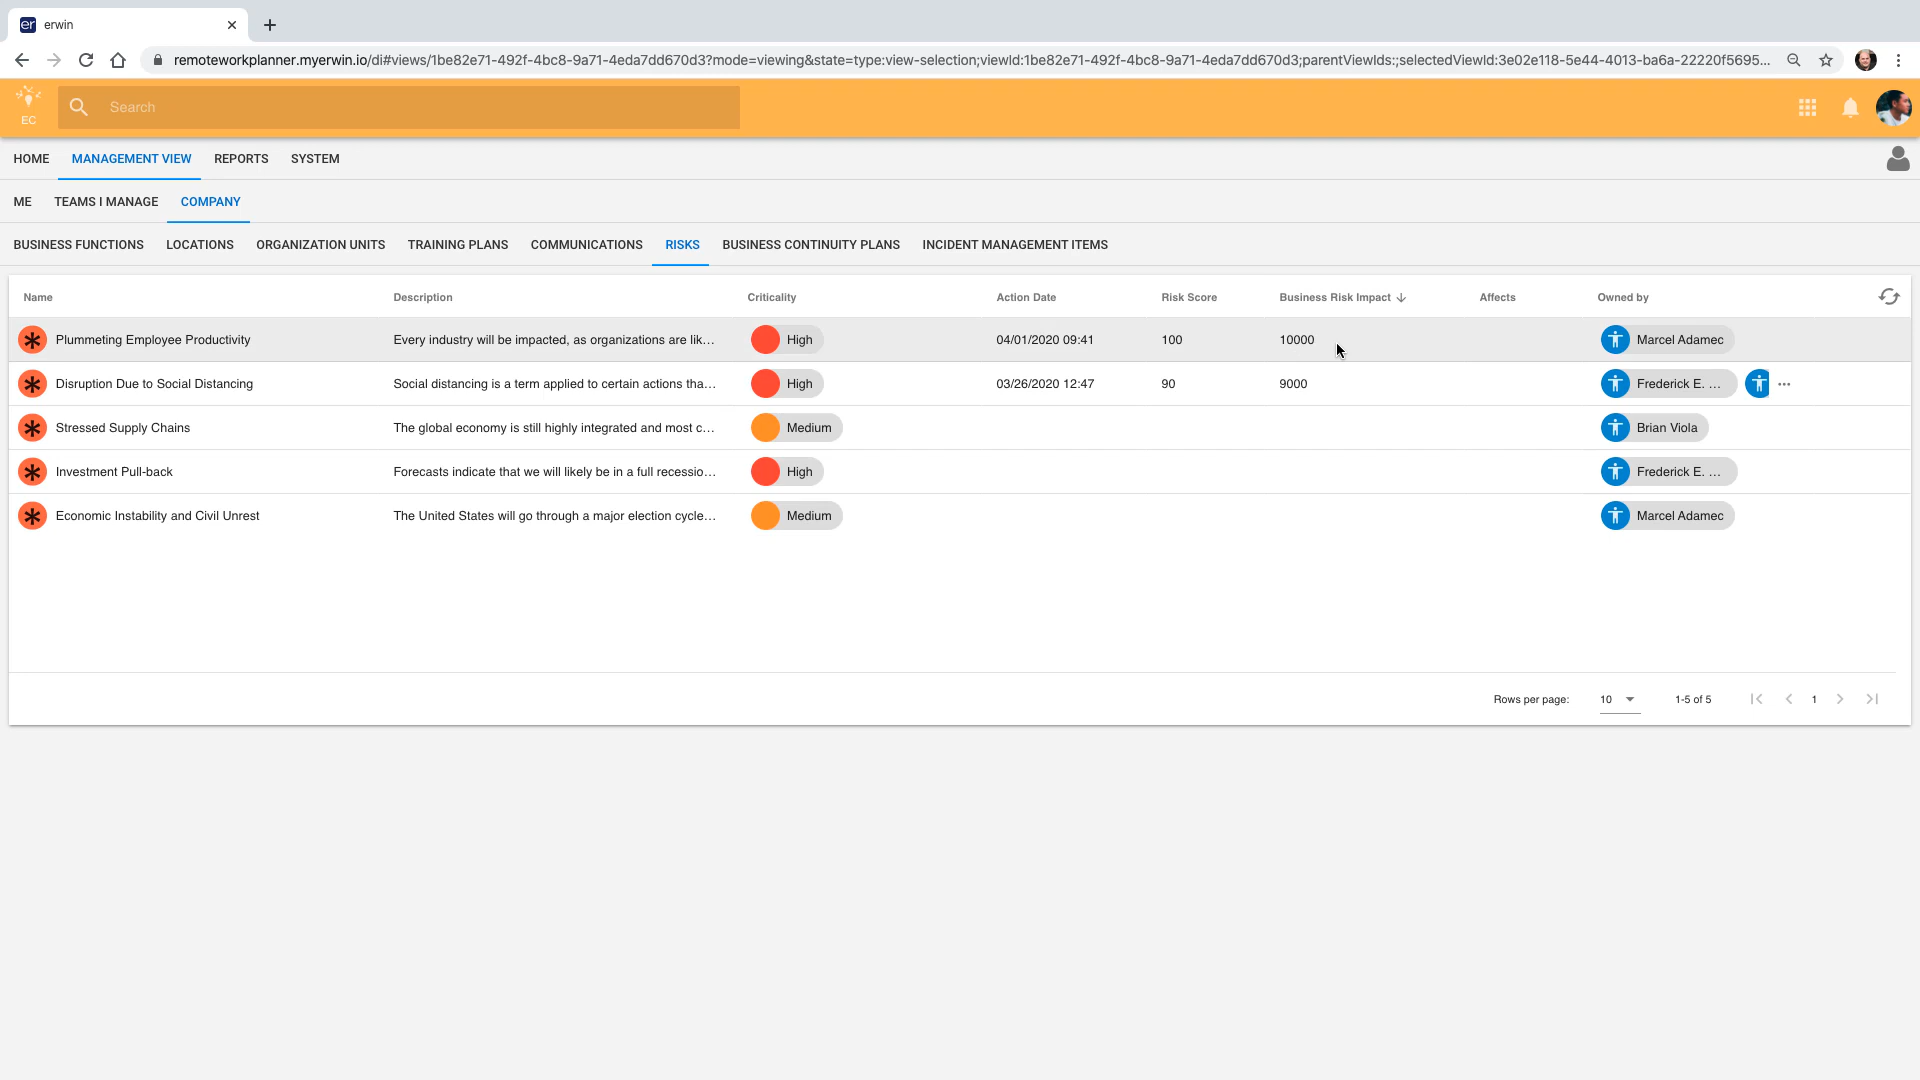 er erwin
remoteworkplanner.myerwin.io/di#views/1be82e71-492f-4bc8-9a71-4eda7dd670d3?mode=viewing&state=type:view-selection;viewId:1be82e71-492f-4bc8-9a71-4eda7dd670d3;parentViewIds:;selectedViewId:3e02e118-5e44-4013-ba6a-22220f5695...
EC Search
HOME MANAGEMENT VIEW REPORTS SYSTEM
ME TEAMS I MANAGE COMPANY
BUSINESS FUNCTIONS LOCATIONS ORGANIZATION UNITS TRAINING PLANS COMMUNICATIONS RISKS BUSINESS CONTINUITY PLANS INCIDENT MANAGEMENT ITEMS
Name Description Criticality Action Date Risk Score Business Risk Impact Affects Owned by
Plummeting Employee Productivity Every industry will be impacted, as organizations are lik... High 04/01/2020 09:41 100 10000 Marcel Adamec
Disruption Due to Social Distancing Social distancing is a term applied to certain actions tha... High 03/26/2020 12:47 90 9000 Frederick E. ... ...
Stressed Supply Chains The global economy is still highly integrated and most c... Medium Brian Viola
Investment Pull-back Forecasts indicate that we will likely be in a full recessio... High Frederick E. ...
Economic Instability and Civil Unrest The United States will go through a major election cycle... Medium Marcel Adamec
Rows per page: 10 1-5 of 5 1